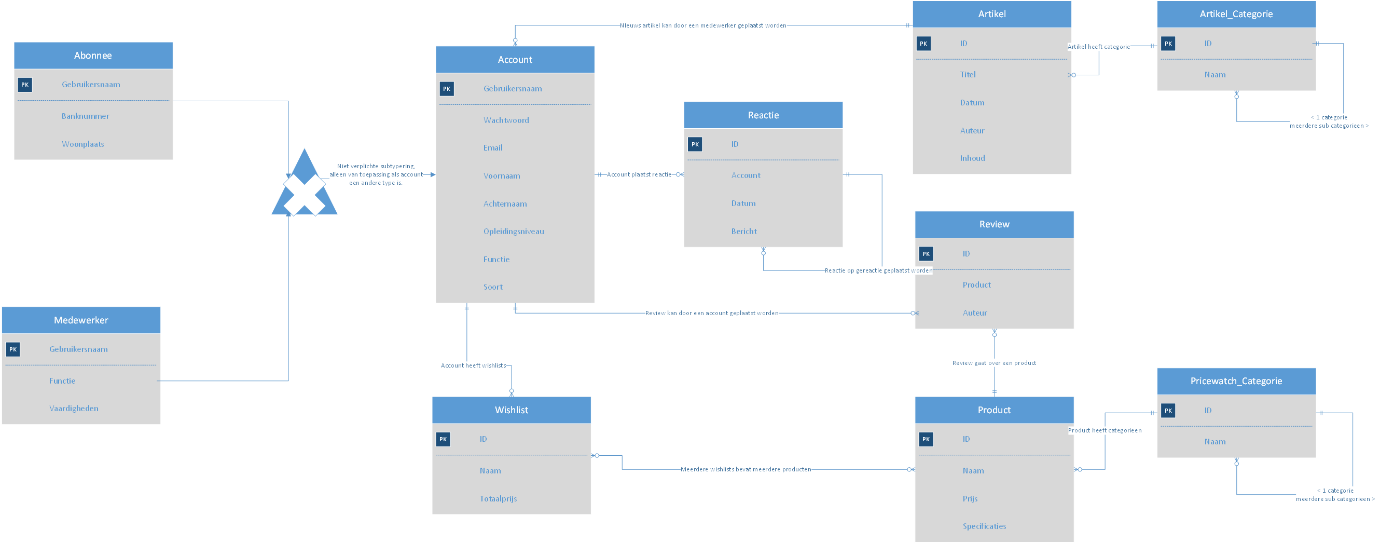 Abonnee
PK
Gebruikersnaam
Banknummer
Woonplaats
Medewerker
PK
Gebruikersnaam
Functie
Vaardigheden
Niet verplichte subtypering,
alleen van toepassing als account
een andere type is.
Account
PK
Gebruikersnaam
Wachtwoord
Email
Voornaam
Achternaam
Opleidingsniveau
Functie
Soort
Nieuws artikel kan door een medewerker geplaatst worden
Account plaatst reactie
Reactie
PK
ID
Account
Datum
Bericht
Reactie op gereactie geplaatst worden
Artikel
PK
ID
Titel
Datum
Auteur
Inhoud
Artikel heeft categorie
Artikel_Categorie
PK
ID
Naam
< 1 categorie
meerdere sub categorieen >
Review
PK
ID
Product
Auteur
Review kan door een account geplaatst worden
Review gaat over een product
Account heeft wishlists
Wishlist
PK
ID
Naam
Totaalprijs
Meerdere wishlists bevat meerdere producten
Product
PK
ID
Naam
Prijs
Specificaties
Product heeft categorieen
Pricewatch_Categorie
PK
ID
Naam
< 1 categorie
meerdere sub categorieen >